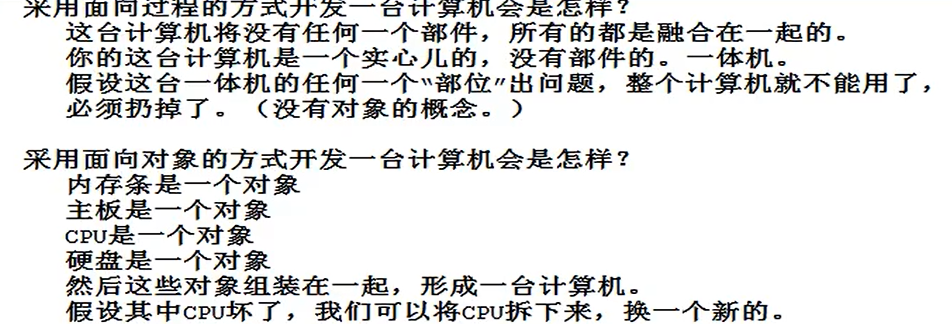 采用面向过程的方式开发一台计算机会是怎样？
这台计算机将没有任何一个部件，所有的都是融合在一起的。
你的这台计算机是一个实心儿的，没有部件的。一体机。
假设这台一体机的任何一个“部位”出问题，整个计算机就不能用了，
必须扔掉了。（没有对象的概念。）
采用面向对象的方式开发一台计算机会是怎样？
内存条是一个对象
主板是一个对象
CPU是一个对象
硬盘是一个对象
然后这些对象组装在一起，形成一台计算机。
假设其中CPU坏了，我们可以将CPU拆下来，换一个新的。